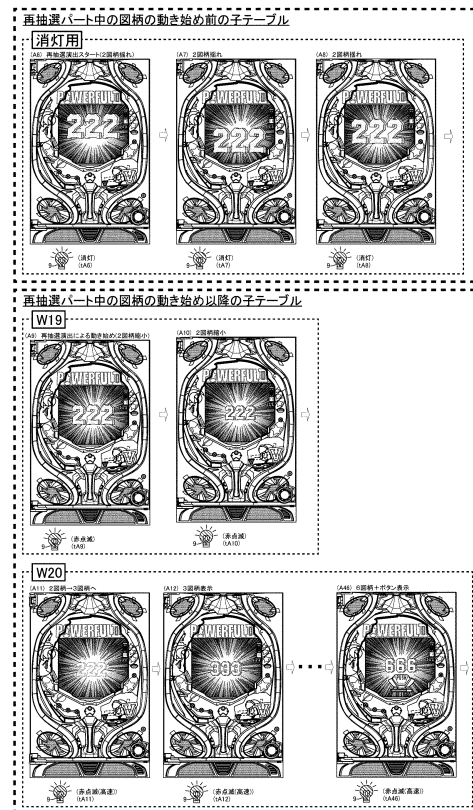 再抽選パート中の図柄の動き始め前の子テーブル
消灯用
(A6) 再抽選演出スタート(2図柄揺れ)
(A7) 2図柄揺れ
(A8) 2図柄揺れ
POWERFUL
222
POWERFUL
222
POWERFUL
222
9 (消灯)
(tA6)
9 (消灯)
(tA7)
9 (消灯)
(tA8)
再抽選パート中の図柄の動き始め以降の子テーブル
W19
(A9) 再抽選演出による動き始め(2図柄縮小)
(A10) 2図柄縮小
POWERFUL
222
POWERFUL
222
9 (赤点滅)
(tA9)
9 (赤点滅)
(tA10)
W20
(A11) 2図柄→3図柄へ
(A12) 3図柄表示
(A46) 6図柄+ボタン表示
POWERFUL
222
POWERFUL
333
POWERFUL
666
9 (赤点滅(高速))
(tA11)
9 (赤点滅(高速))
(tA12)
9 (赤点滅(高速))
(tA46)